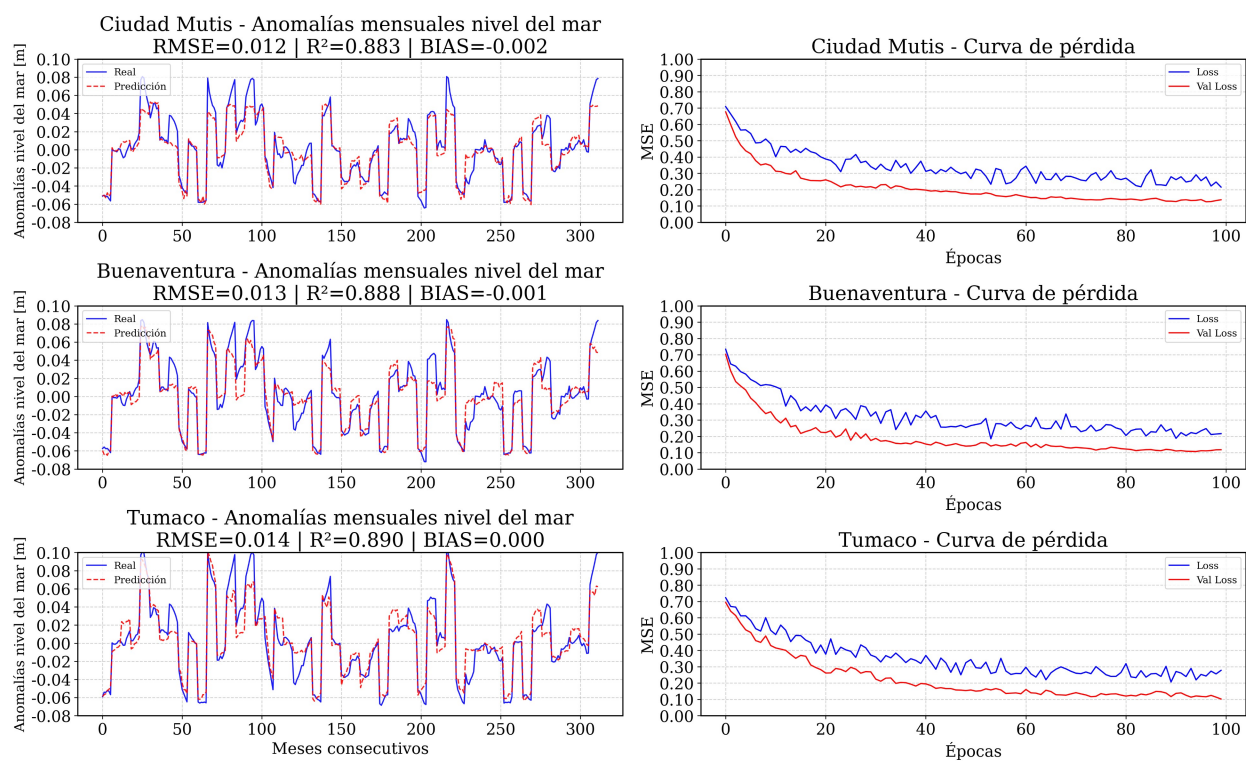 Ciudad Mutis - Anomalías mensuales nivel del mar
RMSE=0.012 | R²=0.883 | BIAS=-0.002
Anomalías nivel del mar [m]
0.10
0.08
0.06
0.04
0.02
0.00
-0.02
-0.04
-0.06
-0.08
Real
Predicción
0 50 100 150 200 250 300
Ciudad Mutis - Curva de pérdida
MSE
1.00
0.90
0.80
0.70
0.60
0.50
0.40
0.30
0.20
0.10
0.00
Loss
Val Loss
0 20 40 60 80 100
Épocas
Buenaventura - Anomalías mensuales nivel del mar
RMSE=0.013 | R²=0.888 | BIAS=-0.001
Anomalías nivel del mar [m]
0.10
0.08
0.06
0.04
0.02
0.00
-0.02
-0.04
-0.06
-0.08
Real
Predicción
0 50 100 150 200 250 300
Buenaventura - Curva de pérdida
MSE
1.00
0.90
0.80
0.70
0.60
0.50
0.40
0.30
0.20
0.10
0.00
Loss
Val Loss
0 20 40 60 80 100
Épocas
Tumaco - Anomalías mensuales nivel del mar
RMSE=0.014 | R²=0.890 | BIAS=0.000
Anomalías nivel del mar [m]
0.10
0.08
0.06
0.04
0.02
0.00
-0.02
-0.04
-0.06
-0.08
Real
Predicción
0 50 100 150 200 250 300
Meses consecutivos
Tumaco - Curva de pérdida
MSE
1.00
0.90
0.80
0.70
0.60
0.50
0.40
0.30
0.20
0.10
0.00
Loss
Val Loss
0 20 40 60 80 100
Épocas